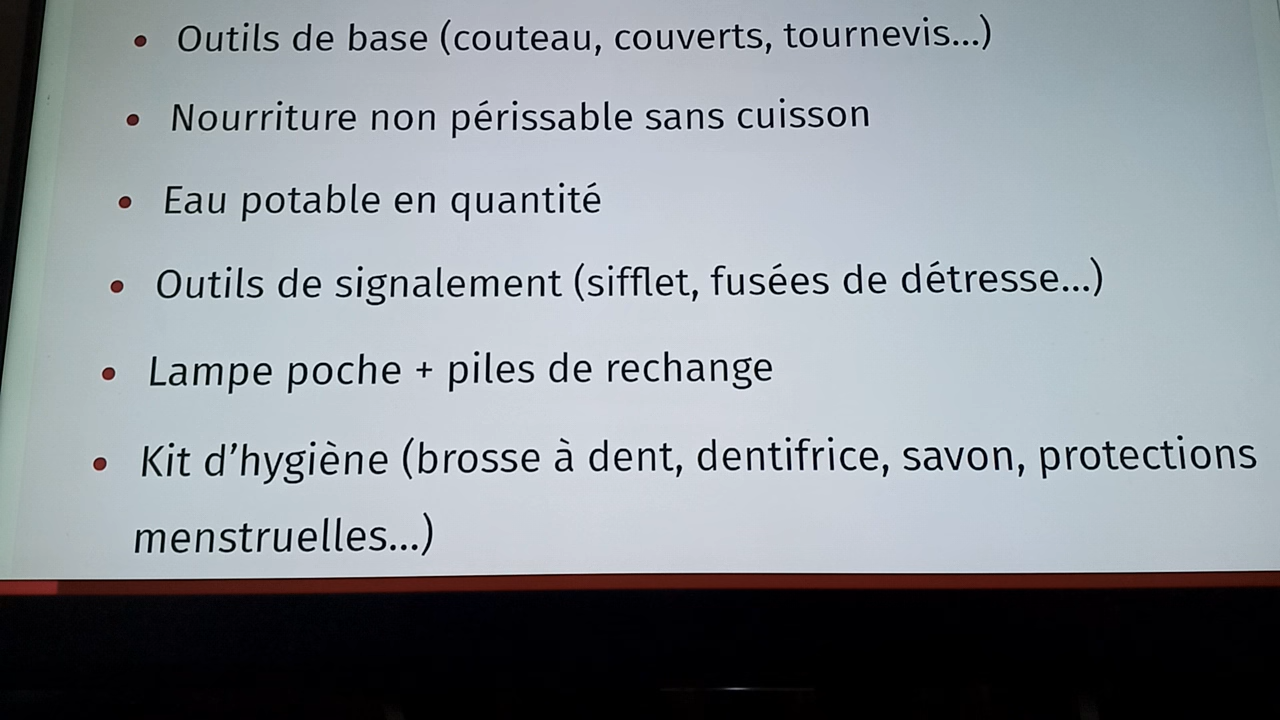 • Outils de base (couteau, couverts, tournevis...)
• Nourriture non périssable sans cuisson
• Eau potable en quantité
• Outils de signalement (sifflet, fusées de détresse...)
• Lampe poche + piles de rechange
• Kit d’hygiène (brosse à dent, dentifrice, savon, protections
menstruelles...)